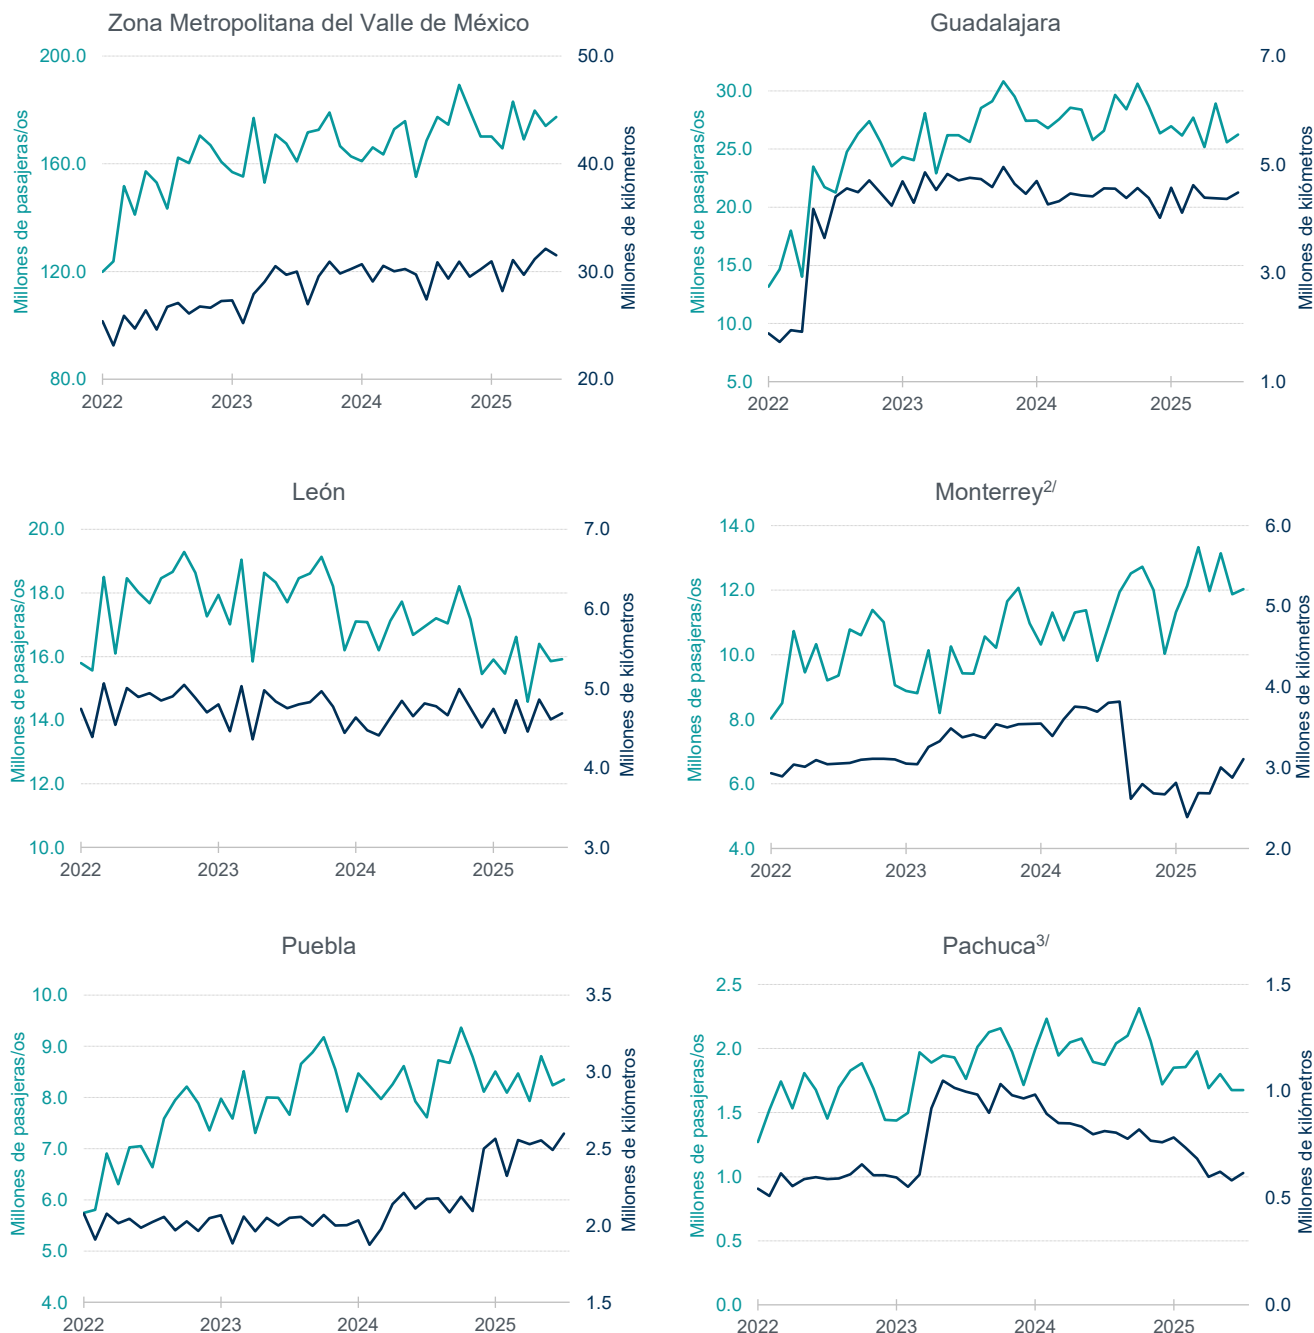 Zona Metropolitana del Valle de México
Millones de pasajeras/os
200.0
160.0
120.0
80.0
50.0
40.0
30.0
20.0
Millones de kilómetros
2022 2023 2024 2025
Guadalajara
Millones de pasajeras/os
30.0
25.0
20.0
15.0
10.0
5.0
7.0
5.0
3.0
1.0
Millones de kilómetros
2022 2023 2024 2025
León
Millones de pasajeras/os
20.0
18.0
16.0
14.0
12.0
10.0
7.0
6.0
5.0
4.0
3.0
Millones de kilómetros
2022 2023 2024 2025
Monterrey2/
Millones de pasajeras/os
14.0
12.0
10.0
8.0
6.0
4.0
6.0
5.0
4.0
3.0
2.0
Millones de kilómetros
2022 2023 2024 2025
Puebla
Millones de pasajeras/os
10.0
9.0
8.0
7.0
6.0
5.0
4.0
3.5
3.0
2.5
2.0
1.5
Millones de kilómetros
2022 2023 2024 2025
Pachuca3/
Millones de pasajeras/os
2.5
2.0
1.5
1.0
0.5
0.0
1.5
1.0
0.5
0.0
Millones de kilómetros
2022 2023 2024 2025